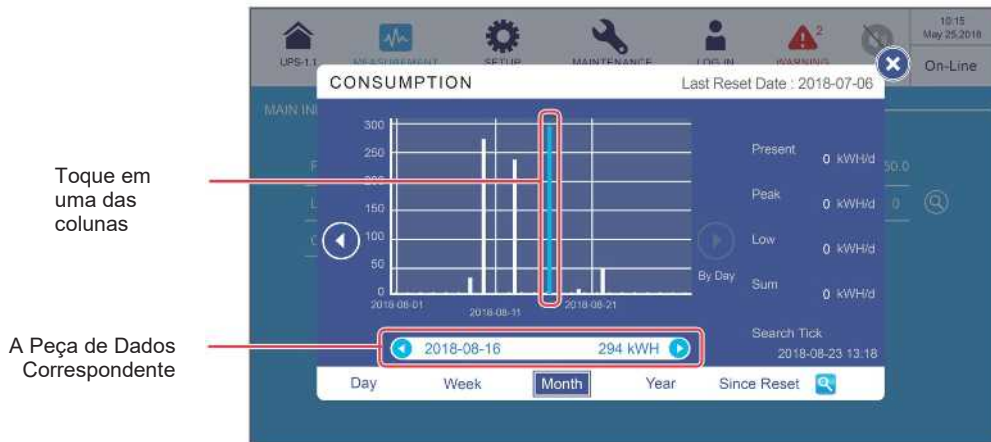 10:15
May 25,2018
2
UPS-1.1
MEASUREMENT
SETUP
MAINTENANCE
LOG IN
WARNING
On-Line
CONSUMPTION
Last Reset Date : 2018-07-06
MAIN IN
300
250
200
150
100
50
0
2018-08-01
2018-08-11
2018-08-21
By Day
Present
0 kWH/d
Peak
0 kWH/d
Low
0 kWH/d
Sum
0 kWH/d
Search Tick
2018-08-23 13:18
0
Toque em
uma das
colunas
A Peça de Dados
Correspondente
2018-08-16
294 kWH
Day
Week
Month
Year
Since Reset